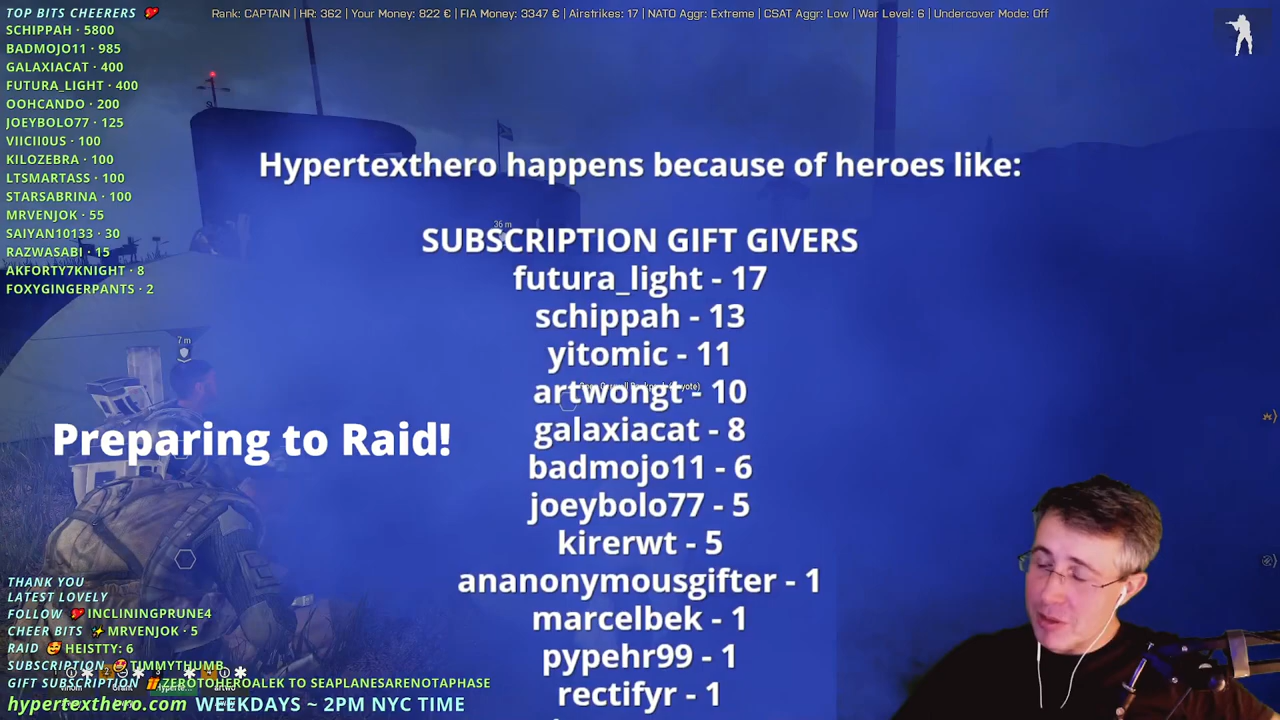 TOP BITS CHEERERS
SCHIPPAH · 5800
BADMOJO11 · 985
GALAXIACAT · 400
FUTURA_LIGHT · 400
OOHCANDO · 200
JOEYBOLO77 · 125
VIICII0US · 100
KILOZEBRA · 100
LTSMARTASS · 100
STARSABRINA · 100
MRVENJOK · 55
SAIYAN10133 · 30
RAZWASABI · 15
AKFORTY7KNIGHT · 8
FOXYGINGERPANTS · 2
Rank: CAPTAIN | HR: 362 | Your Money: 822 € | FIA Money: 3347 € | Airstrikes: 17 | NATO Aggr: Extreme | CSAT Aggr: Low | War Level: 6 | Undercover Mode: Off
Hypertexthero happens because of heroes like:
36 m
SUBSCRIPTION GIFT GIVERS
futura_light - 17
schippah - 13
yitomic - 11
artwongt - 10
galaxiacat - 8
badmojo11 - 6
joeybolo77 - 5
kirerwt - 5
ananonymousgifter - 1
marcelbek - 1
pypehr99 - 1
rectifyr - 1
7 m
Preparing to Raid!
THANK YOU
LATEST LOVELY
FOLLOW INCLININGPRUNE4
CHEER BITS MRVENJOK · 5
RAID HEISTTY: 6
SUBSCRIPTION TIMMYTHUMB
GIFT SUBSCRIPTION ZEROTOHEROALEK TO SEAPLANESARENOTAPHASE
hypertexthero.com WEEKDAYS ~ 2PM NYC TIME